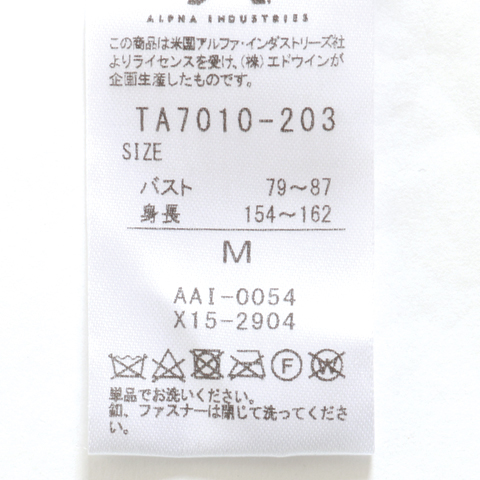 ALPHA INDUSTRIES
この商品は米国アルファ・インダストリーズ社
よりライセンスを受け、(株)エドウインが
企画生産したものです。
TA7010-203
SIZE
バスト 79~87
身長 154~162
M
AAI-0054
X15-2904
F W
単品でお洗いください。
釦、ファスナーは閉じて洗ってくださ
い。